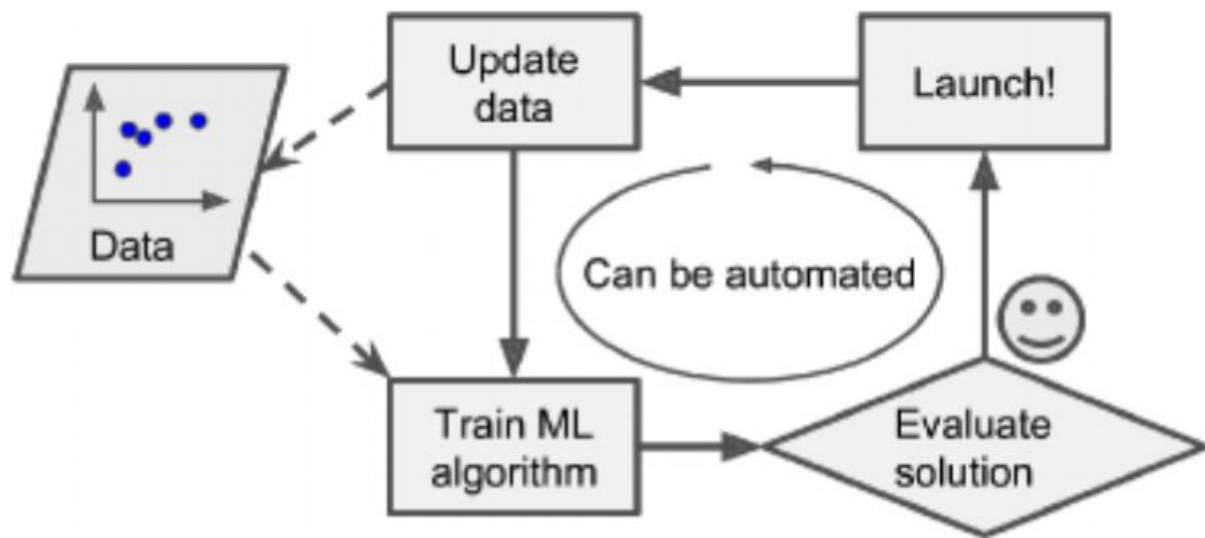 Update
data
Launch!
Data
Can be automated
Train ML
algorithm
Evaluate
solution